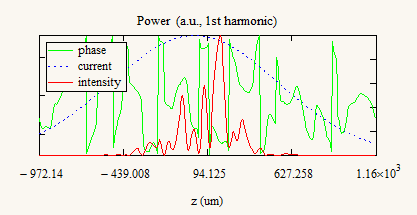 Power (a.u., 1st harmonic)
phase
current
intensity
−972.14 −439.008 94.125 627.258 1.16×10³
z (um)